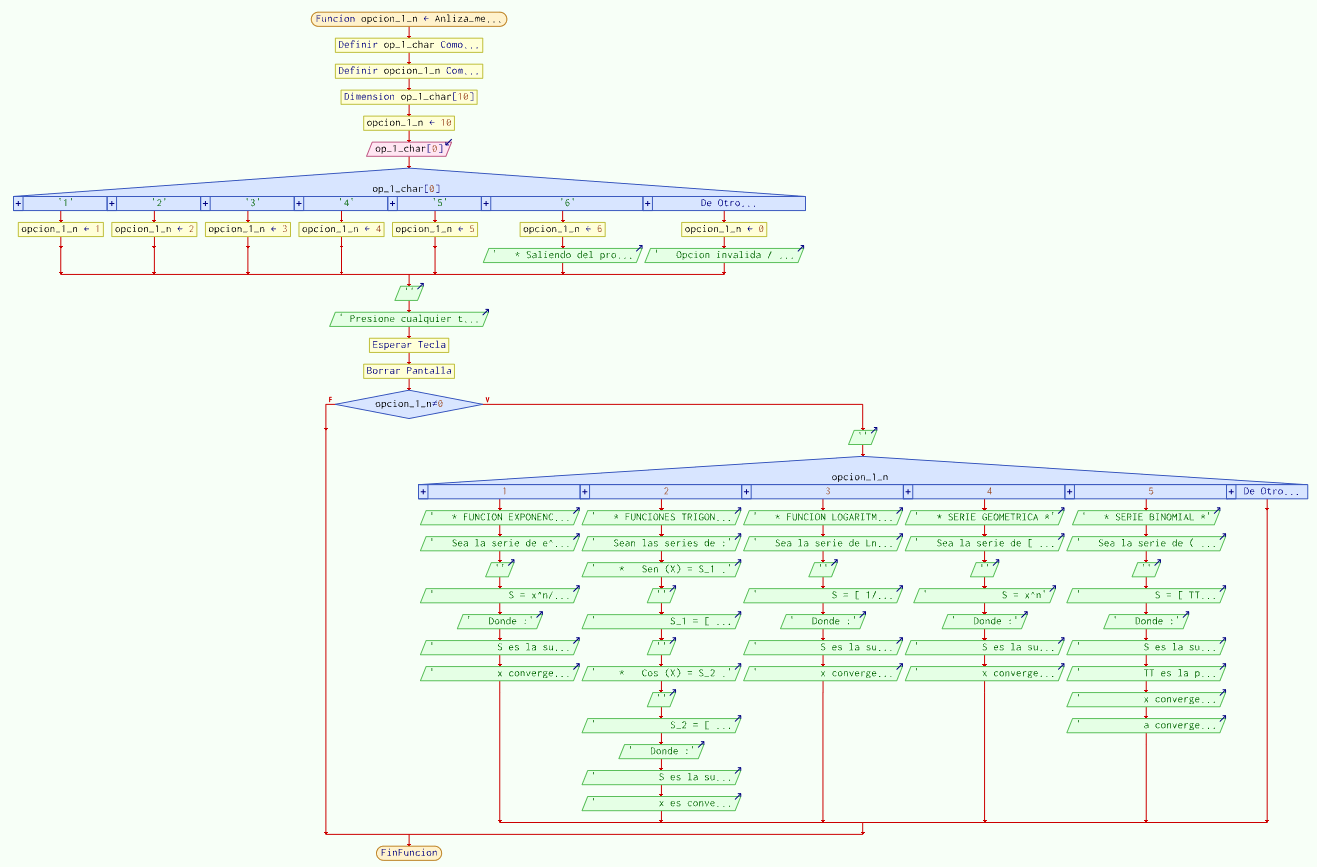 Funcion opcion_1_n ← Anliza_me...
Definir op_1_char Como...
Definir opcion_1_n Com...
Dimension op_1_char[10]
opcion_1_n ← 10
op_1_char[0]
op_1_char[0]
+ '1' + '2' + '3' + '4' + '5' + '6' + De Otro...
opcion_1_n ← 1 opcion_1_n ← 2 opcion_1_n ← 3 opcion_1_n ← 4 opcion_1_n ← 5 opcion_1_n ← 6 opcion_1_n ← 0
' * Saliendo del pro... ' Opcion invalida / ...
''
' Presione cualquier t...
Esperar Tecla
Borrar Pantalla
F opcion_1_n≠0 V
''
opcion_1_n
+ 1 + 2 + 3 + 4 + 5 + De Otro...
' * FUNCION EXPONENC... ' * FUNCIONES TRIGON... ' * FUNCION LOGARITM... ' * SERIE GEOMETRICA *' ' * SERIE BINOMIAL *'
' Sea la serie de e^... ' Sean las series de :' ' Sea la serie de Ln... ' Sea la serie de [ ... ' Sea la serie de ( ...
'' ' * Sen (X) = S_1 .' '' '' ''
' S = x^n/... '' ' S = [ 1/... ' S = x^n' ' S = [ TT...
' Donde :' ' S_1 = [ ... ' Donde :' ' Donde :' ' Donde :'
' S es la su... '' ' S es la su... ' S es la su... ' S es la su...
' x converge... ' * Cos (X) = S_2 .' ' x converge... ' x converge... ' TT es la p...
'' ' x converge...
' S_2 = [ ... ' a converge...
' Donde :'
' S es la su...
' x es conve...
FinFuncion